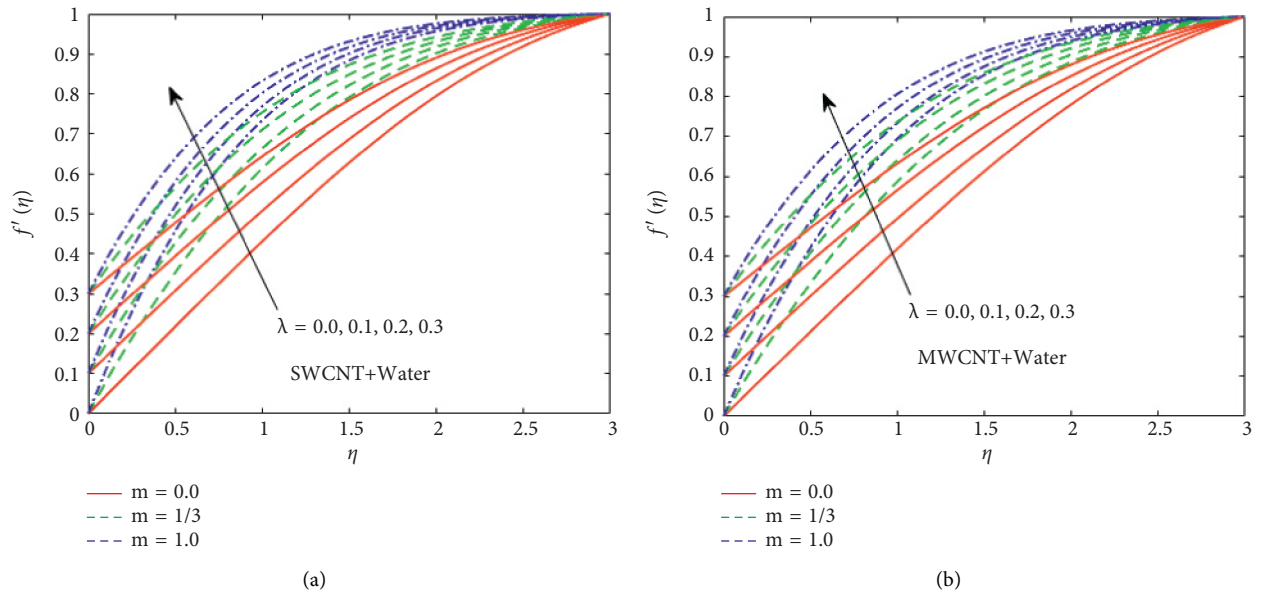 1
0.9
0.8
0.7
0.6
0.5
0.4
0.3
0.2
0.1
0
f′ (η)
λ = 0.0, 0.1, 0.2, 0.3
SWCNT+Water
0 0.5 1 1.5 2 2.5 3
η
m = 0.0
m = 1/3
m = 1.0
(a)
1
0.9
0.8
0.7
0.6
0.5
0.4
0.3
0.2
0.1
0
f′ (η)
λ = 0.0, 0.1, 0.2, 0.3
MWCNT+Water
0 0.5 1 1.5 2 2.5 3
η
m = 0.0
m = 1/3
m = 1.0
(b)